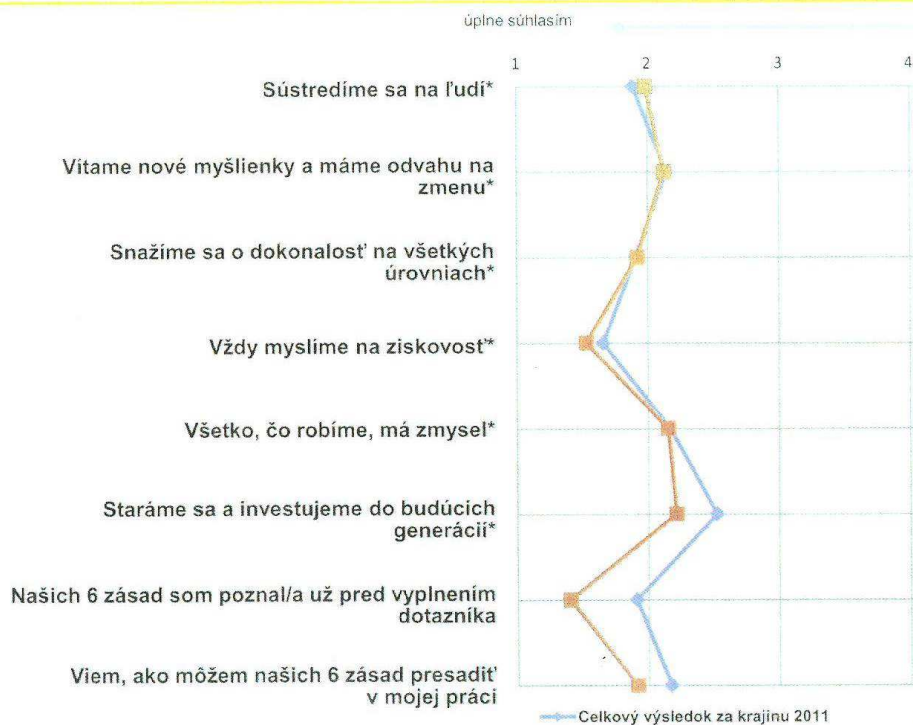 úplne súhlasím
1 2 3 4
Sústredíme sa na ľudí*
Vítame nové myšlienky a máme odvahu na
zmenu*
Snažíme sa o dokonalosť na všetkých
úrovniach*
Vždy myslíme na ziskovosť*
Všetko, čo robíme, má zmysel*
Staráme sa a investujeme do budúcich
generácií*
Našich 6 zásad som poznal/a už pred vyplnením
dotazníka
Viem, ako môžem našich 6 zásad presadiť
v mojej práci
Celkový výsledok za krajinu 2011